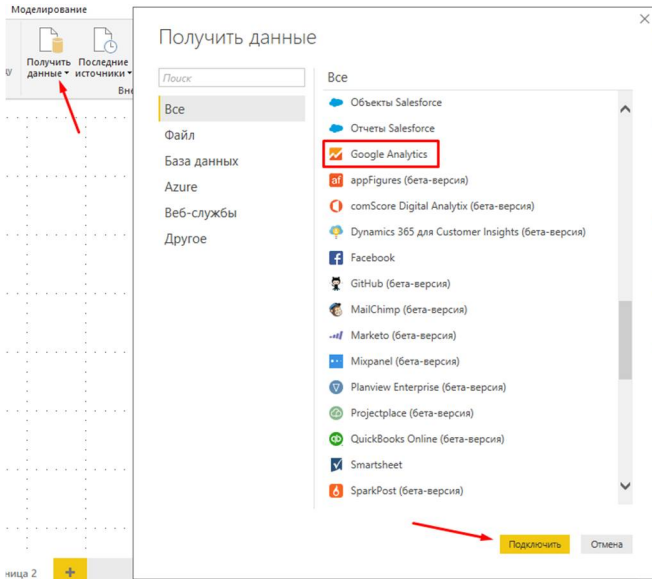 Моделирование
Получить данные
Последние источники
Получить данные
Поиск
Все
Файл
База данных
Azure
Веб-службы
Другое
Все
Объекты Salesforce
Отчеты Salesforce
Google Analytics
appFigures (бета-версия)
comScore Digital Analytix (бета-версия)
Dynamics 365 для Customer Insights (бета-версия)
Facebook
GitHub (бета-версия)
MailChimp (бета-версия)
Marketo (бета-версия)
Mixpanel (бета-версия)
Planview Enterprise (бета-версия)
Projectplace (бета-версия)
QuickBooks Online (бета-версия)
Smartsheet
SparkPost (бета-версия)
Подключить
Отмена